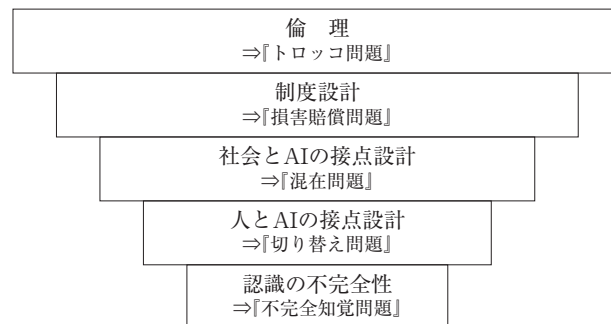 倫　理
⇒『トロッコ問題』
制度設計
⇒『損害賠償問題』
社会とAIの接点設計
⇒『混在問題』
人とAIの接点設計
⇒『切り替え問題』
認識の不完全性
⇒『不完全知覚問題』